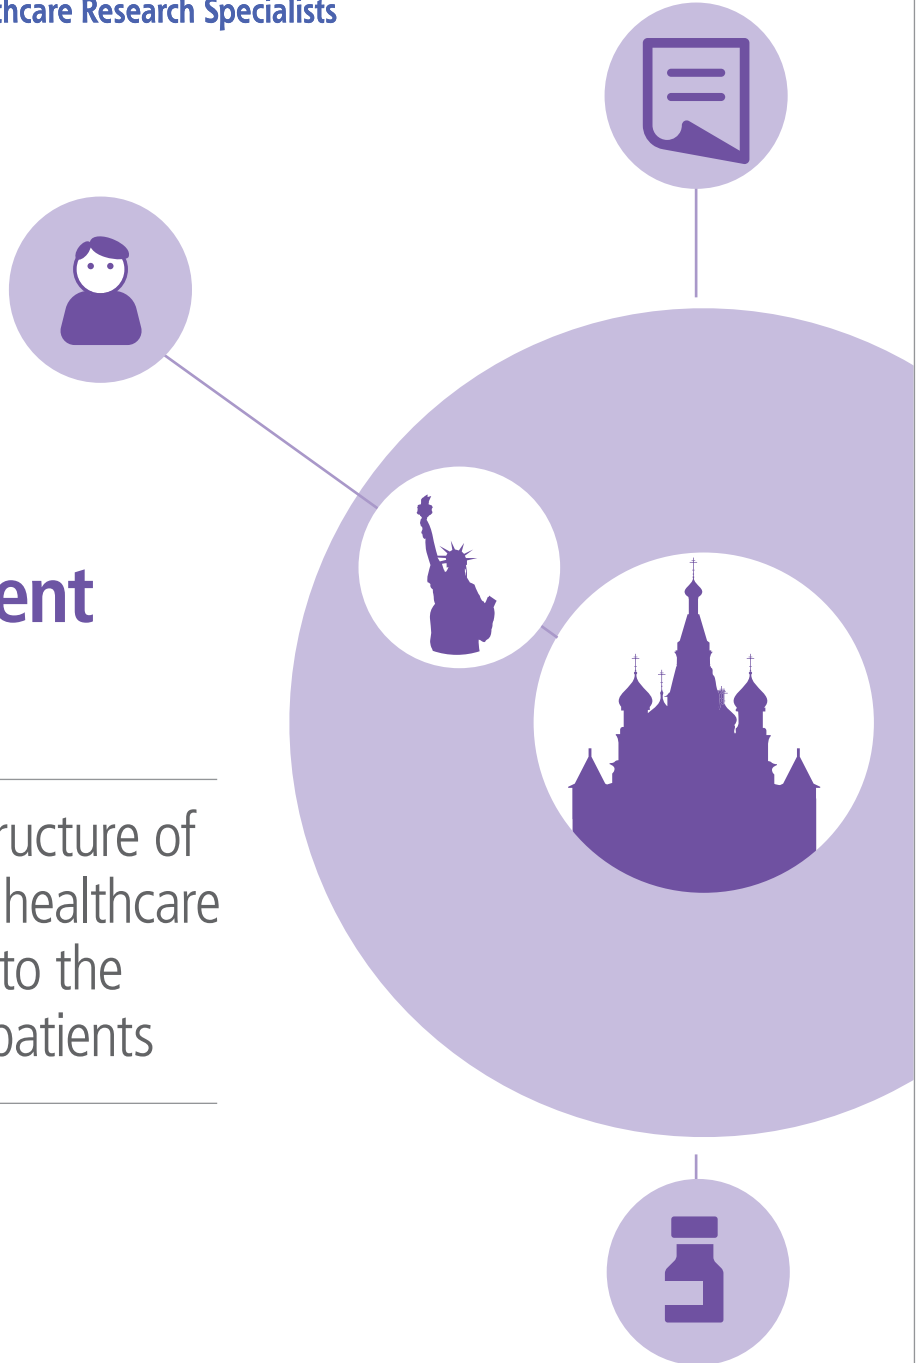 thcare Research Specialists
ent
ructure of
healthcare
to the
patients